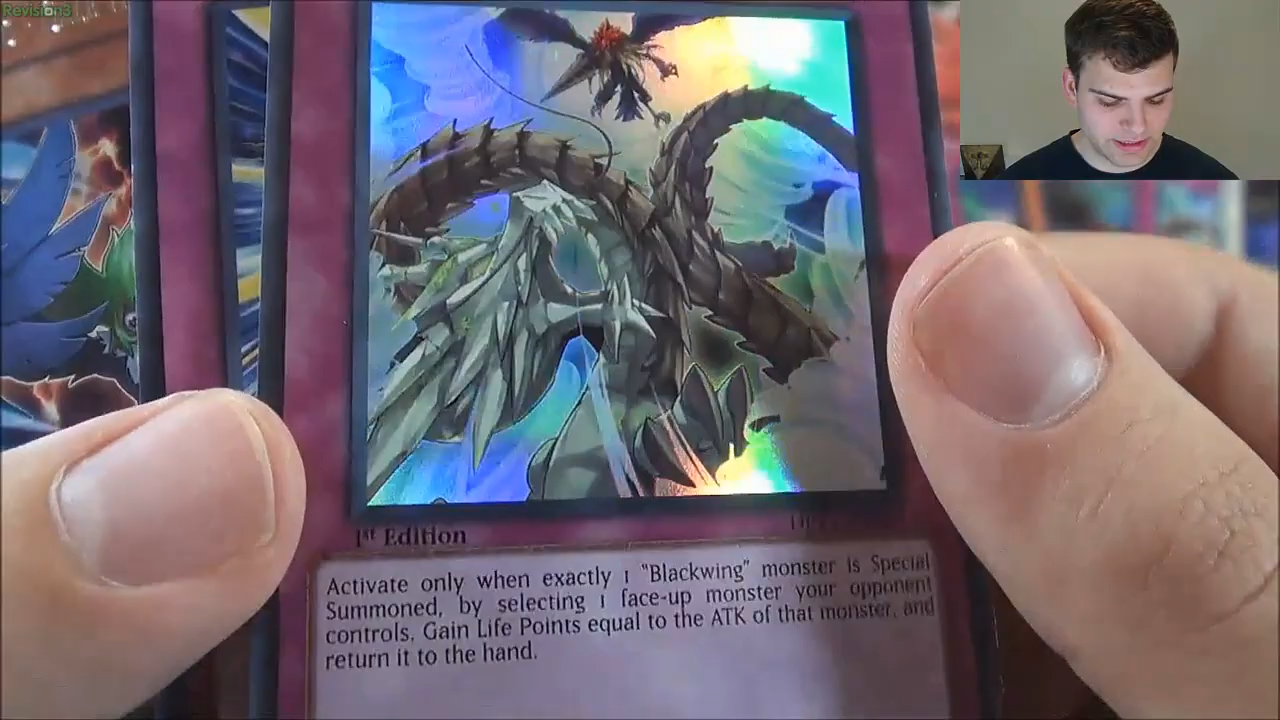 Revision3
1st Edition
Activate only when exactly 1 "Blackwing" monster is Special
Summoned, by selecting 1 face-up monster your opponent
controls. Gain Life Points equal to the ATK of that monster, and
return it to the hand.